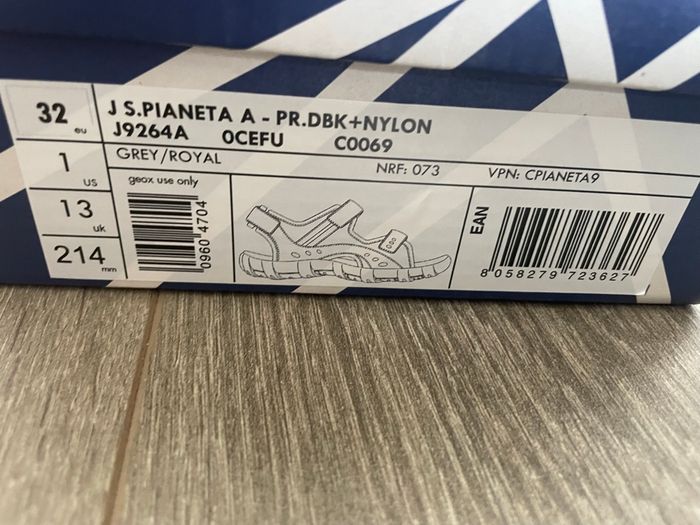 32 eu
1 US
13 uk
214 mm
J S.PIANETA A - PR.DBK+NYLON
J9264A 0CEFU C0069
GREY/ROYAL NRF: 073 VPN: CPIANETA9
geox use only
0960 4704
EAN
8 058279 723627